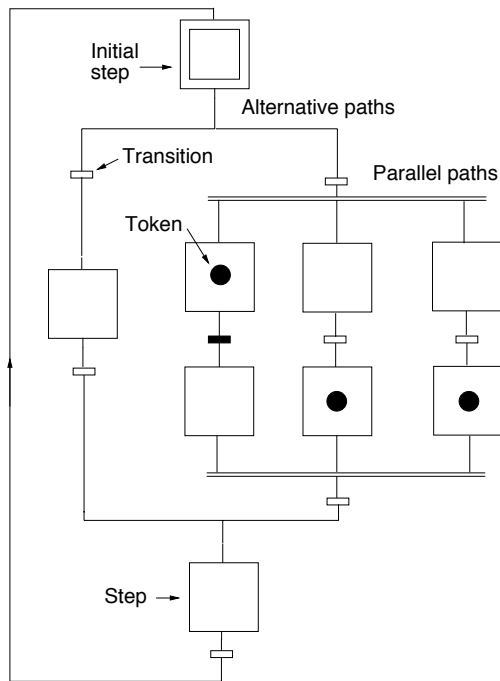 Initial
step
Alternative paths
Transition
Parallel paths
Token
Step